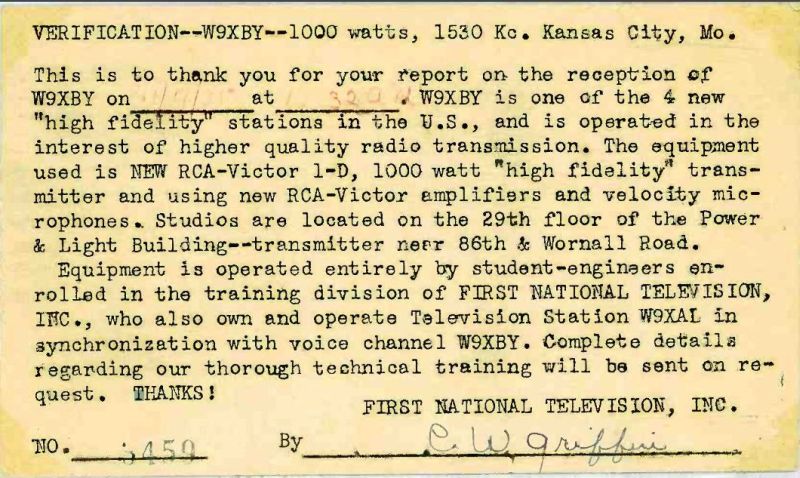 VERIFICATION--W9XBY--1000 watts, 1530 Kc. Kansas City, Mo.
This is to thank you for your report on the reception of
W9XBY on at . W9XBY is one of the 4 new
"high fidelity" stations in the U.S., and is operated in the
interest of higher quality radio transmission. The equipment
used is NEW RCA-Victor 1-D, 1000 watt "high fidelity" trans-
mitter and using new RCA-Victor amplifiers and velocity mic-
rophones. Studios are located on the 29th floor of the Power
& Light Building--transmitter near 86th & Wornall Road.
Equipment is operated entirely by student-engineers en-
rolled in the training division of FIRST NATIONAL TELEVISION,
INC., who also own and operate Television Station W9XAL in
synchronization with voice channel W9XBY. Complete details
regarding our thorough technical training will be sent on re-
quest. THANKS!
FIRST NATIONAL TELEVISION, INC.
NO. 5459 By C. W. Griffin